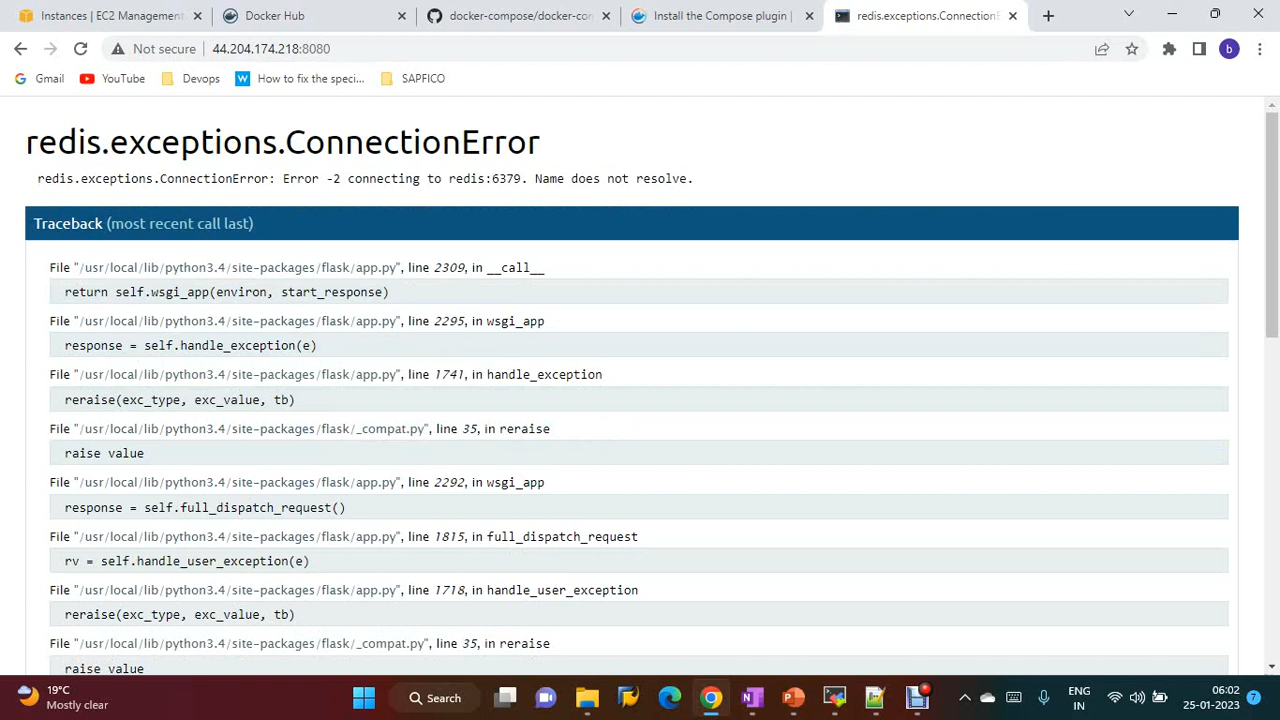 Instances | EC2 Management
Docker Hub
docker-compose/docker-con
Install the Compose plugin |
redis.exceptions.ConnectionE
Not secure
44.204.174.218:8080
b
Gmail
YouTube
Devops
How to fix the speci...
SAPFICO
redis.exceptions.ConnectionError
redis.exceptions.ConnectionError: Error -2 connecting to redis:6379. Name does not resolve.
Traceback (most recent call last)
File "/usr/local/lib/python3.4/site-packages/flask/app.py", line 2309, in __call__
return self.wsgi_app(environ, start_response)
File "/usr/local/lib/python3.4/site-packages/flask/app.py", line 2295, in wsgi_app
response = self.handle_exception(e)
File "/usr/local/lib/python3.4/site-packages/flask/app.py", line 1741, in handle_exception
reraise(exc_type, exc_value, tb)
File "/usr/local/lib/python3.4/site-packages/flask/_compat.py", line 35, in reraise
raise value
File "/usr/local/lib/python3.4/site-packages/flask/app.py", line 2292, in wsgi_app
response = self.full_dispatch_request()
File "/usr/local/lib/python3.4/site-packages/flask/app.py", line 1815, in full_dispatch_request
rv = self.handle_user_exception(e)
File "/usr/local/lib/python3.4/site-packages/flask/app.py", line 1718, in handle_user_exception
reraise(exc_type, exc_value, tb)
File "/usr/local/lib/python3.4/site-packages/flask/_compat.py", line 35, in reraise
raise value
19°C
Mostly clear
Search
ENG
IN
06:02
25-01-2023
7